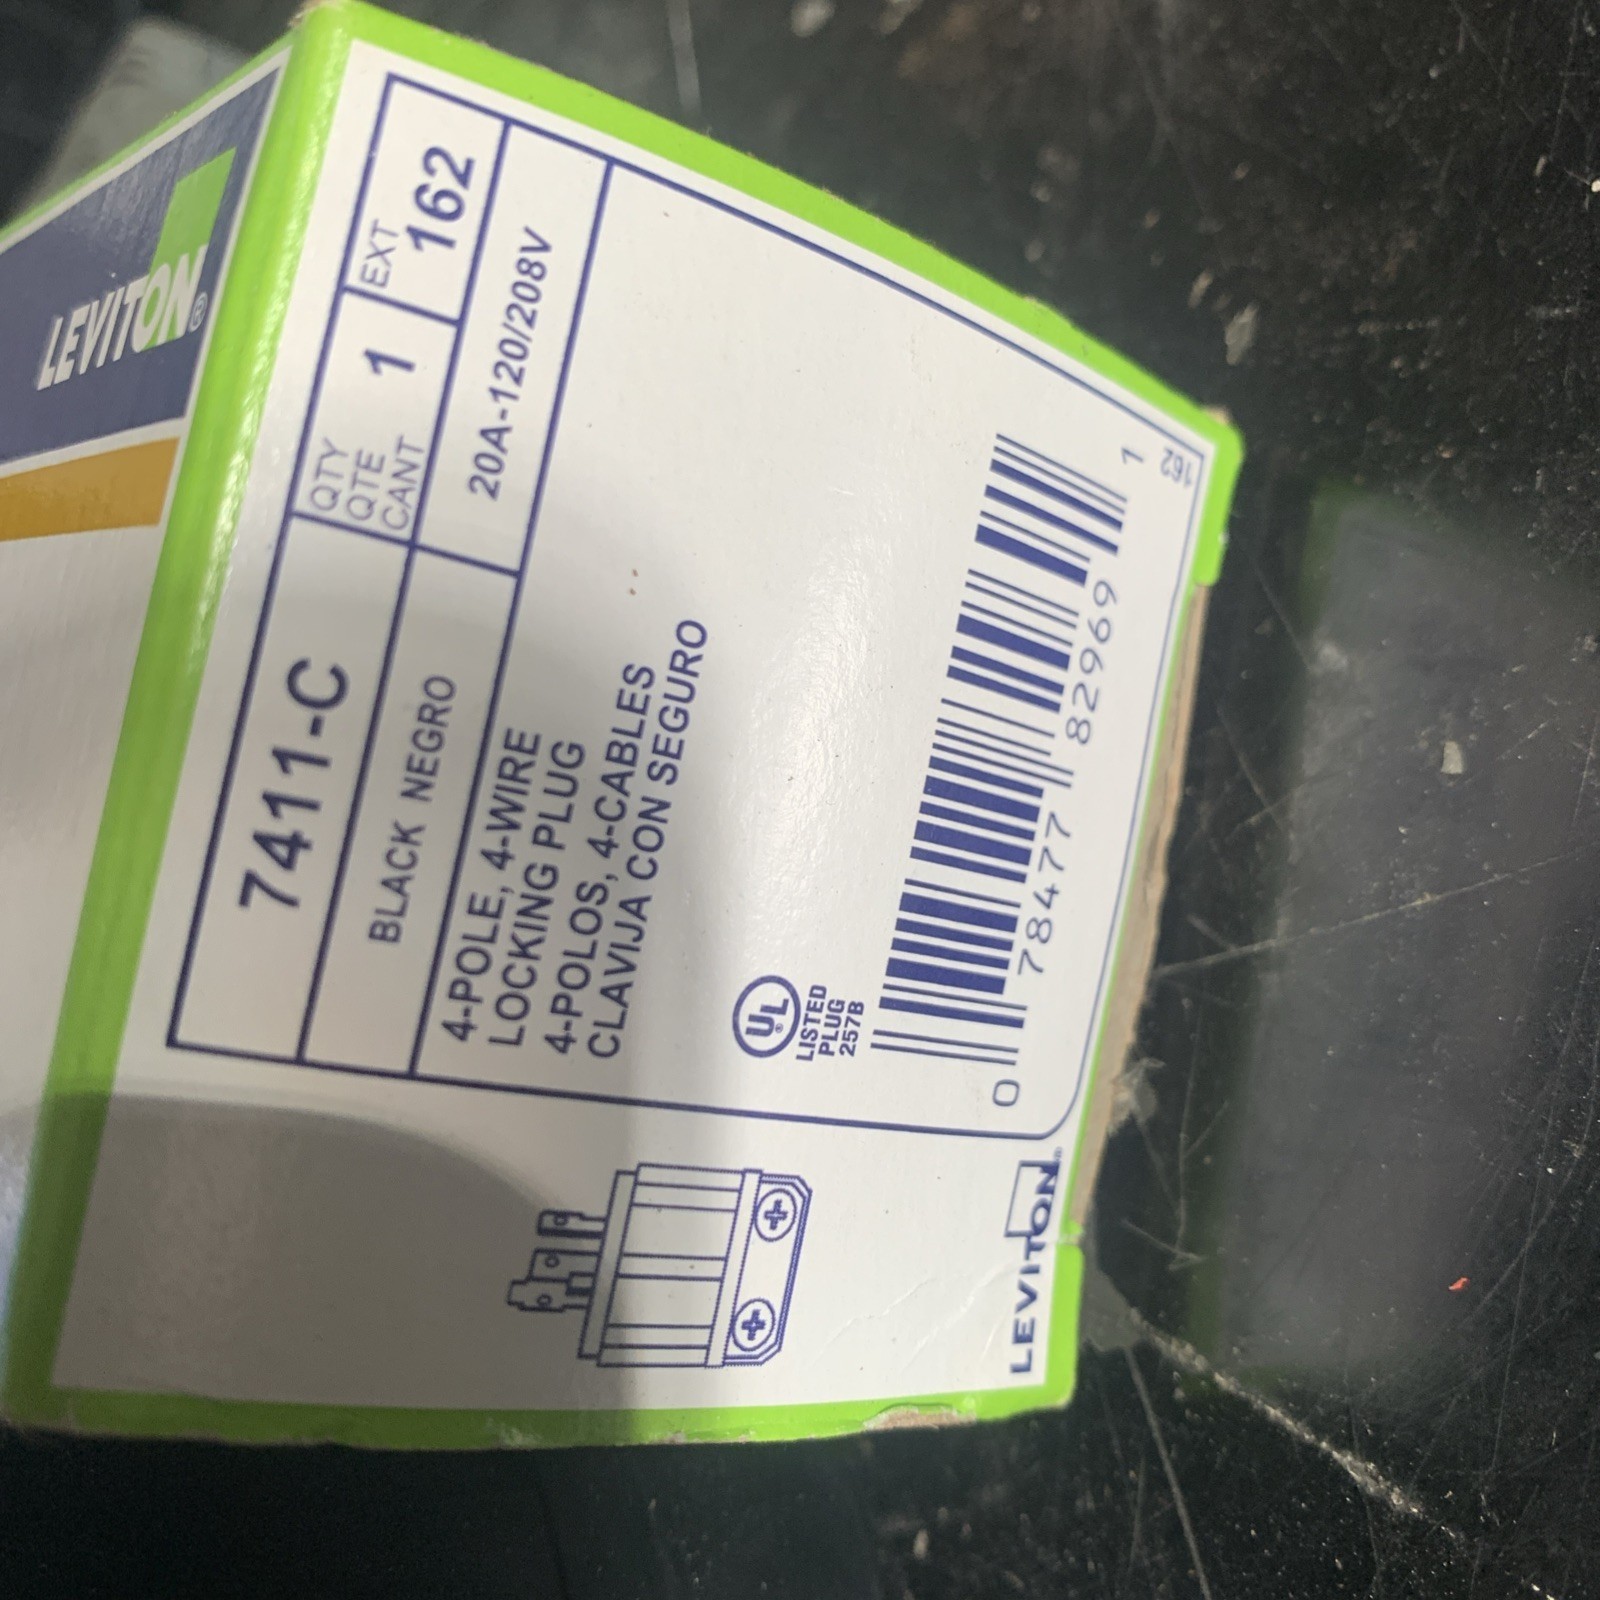 LEVITON®
7411-C
QTY
QTE
CANT
1
EXT
162
BLACK NEGRO
20A-120/208V
4-POLE, 4-WIRE
LOCKING PLUG
4-POLOS, 4-CABLES
CLAVIJA CON SEGURO
UL®
LISTED
PLUG
257B
0 78477 82969 1
162
LEVITON®